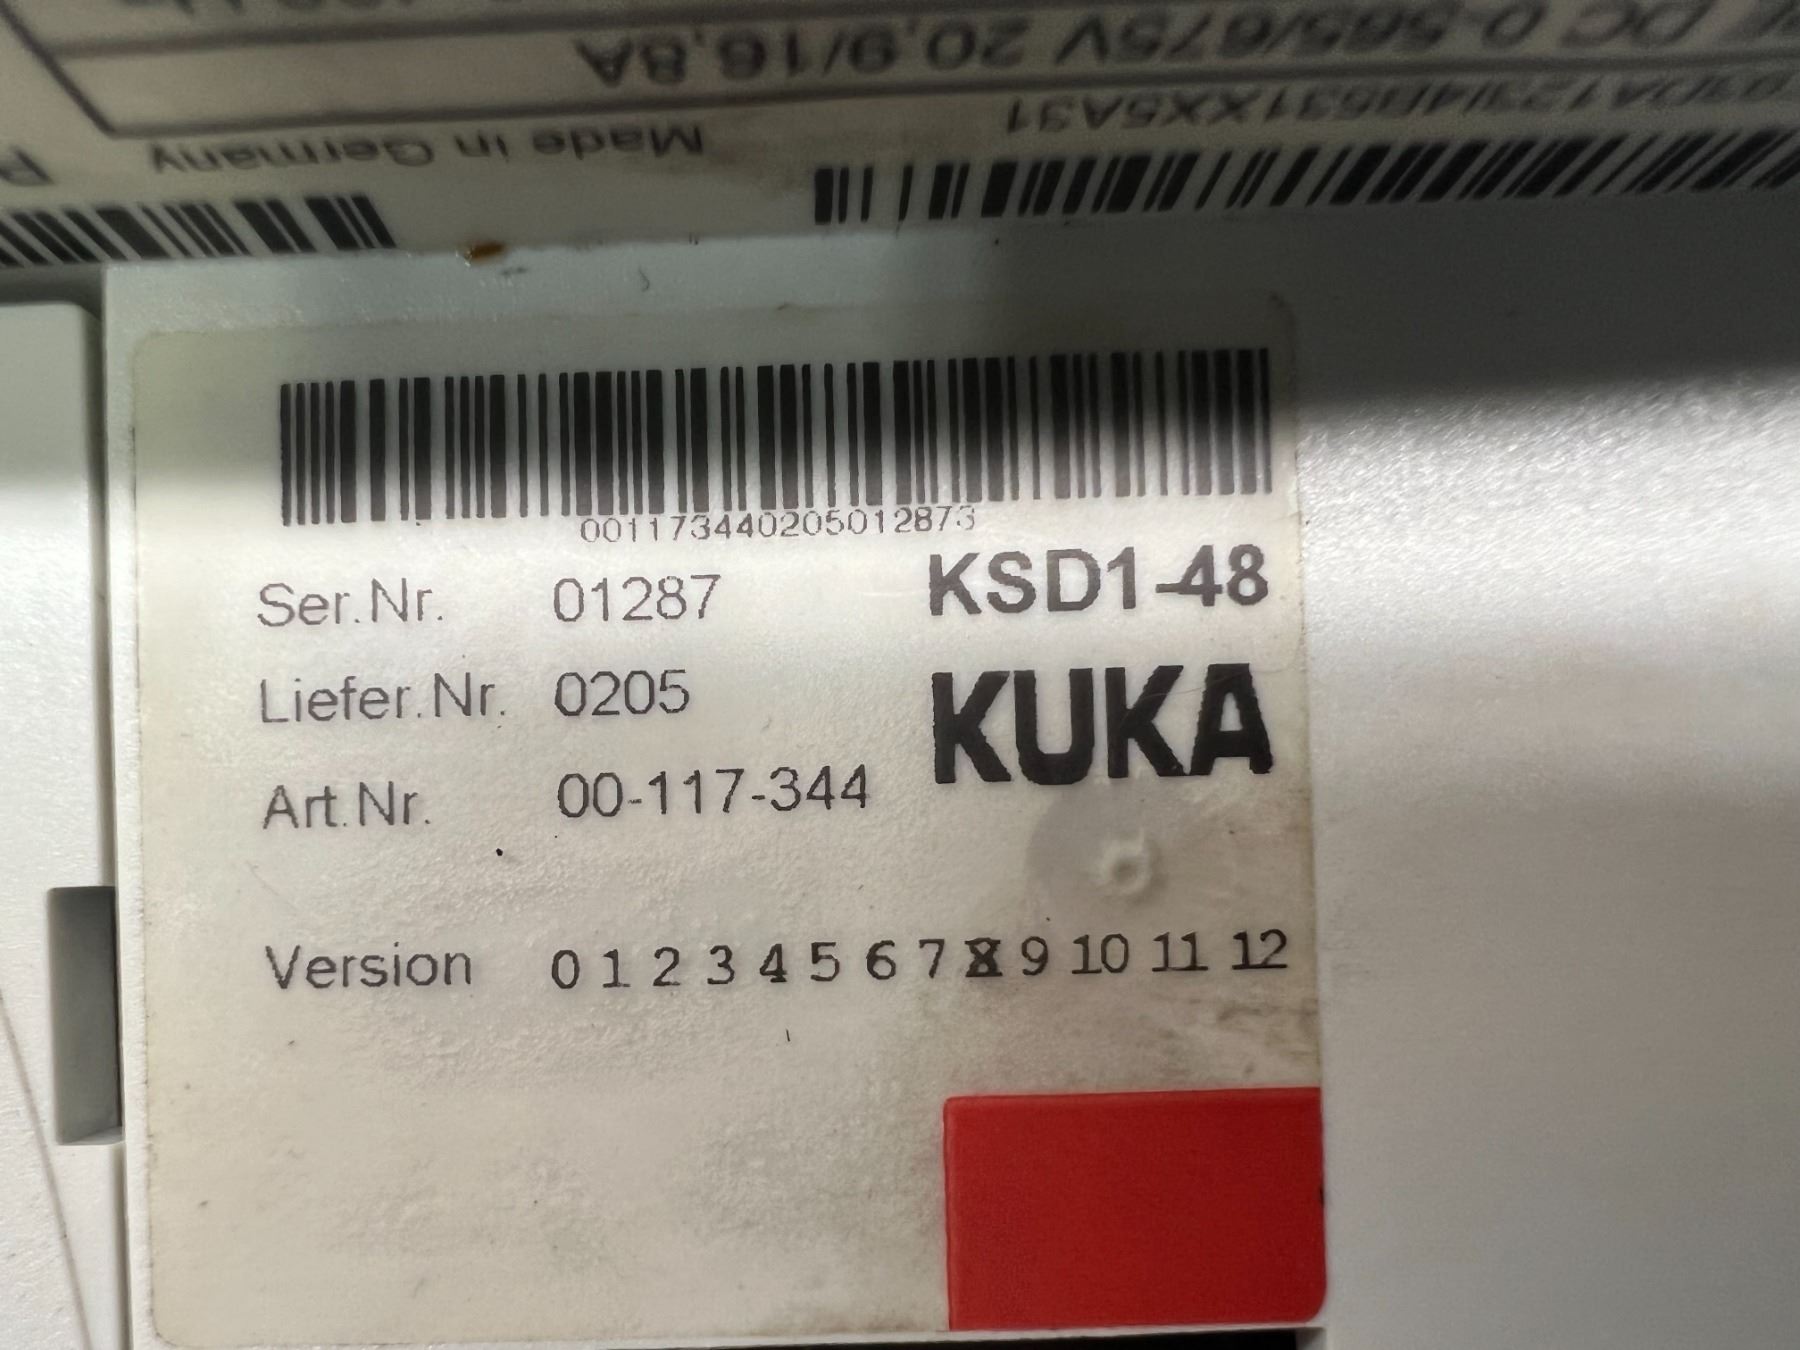 DC 0-565/675V 20,9/16,8A
Made in Germany
001173440205012873
Ser.Nr. 01287
KSD1-48
Liefer.Nr. 0205
KUKA
Art.Nr. 00-117-344
Version 0 1 2 3 4 5 6 7 8 9 10 11 12